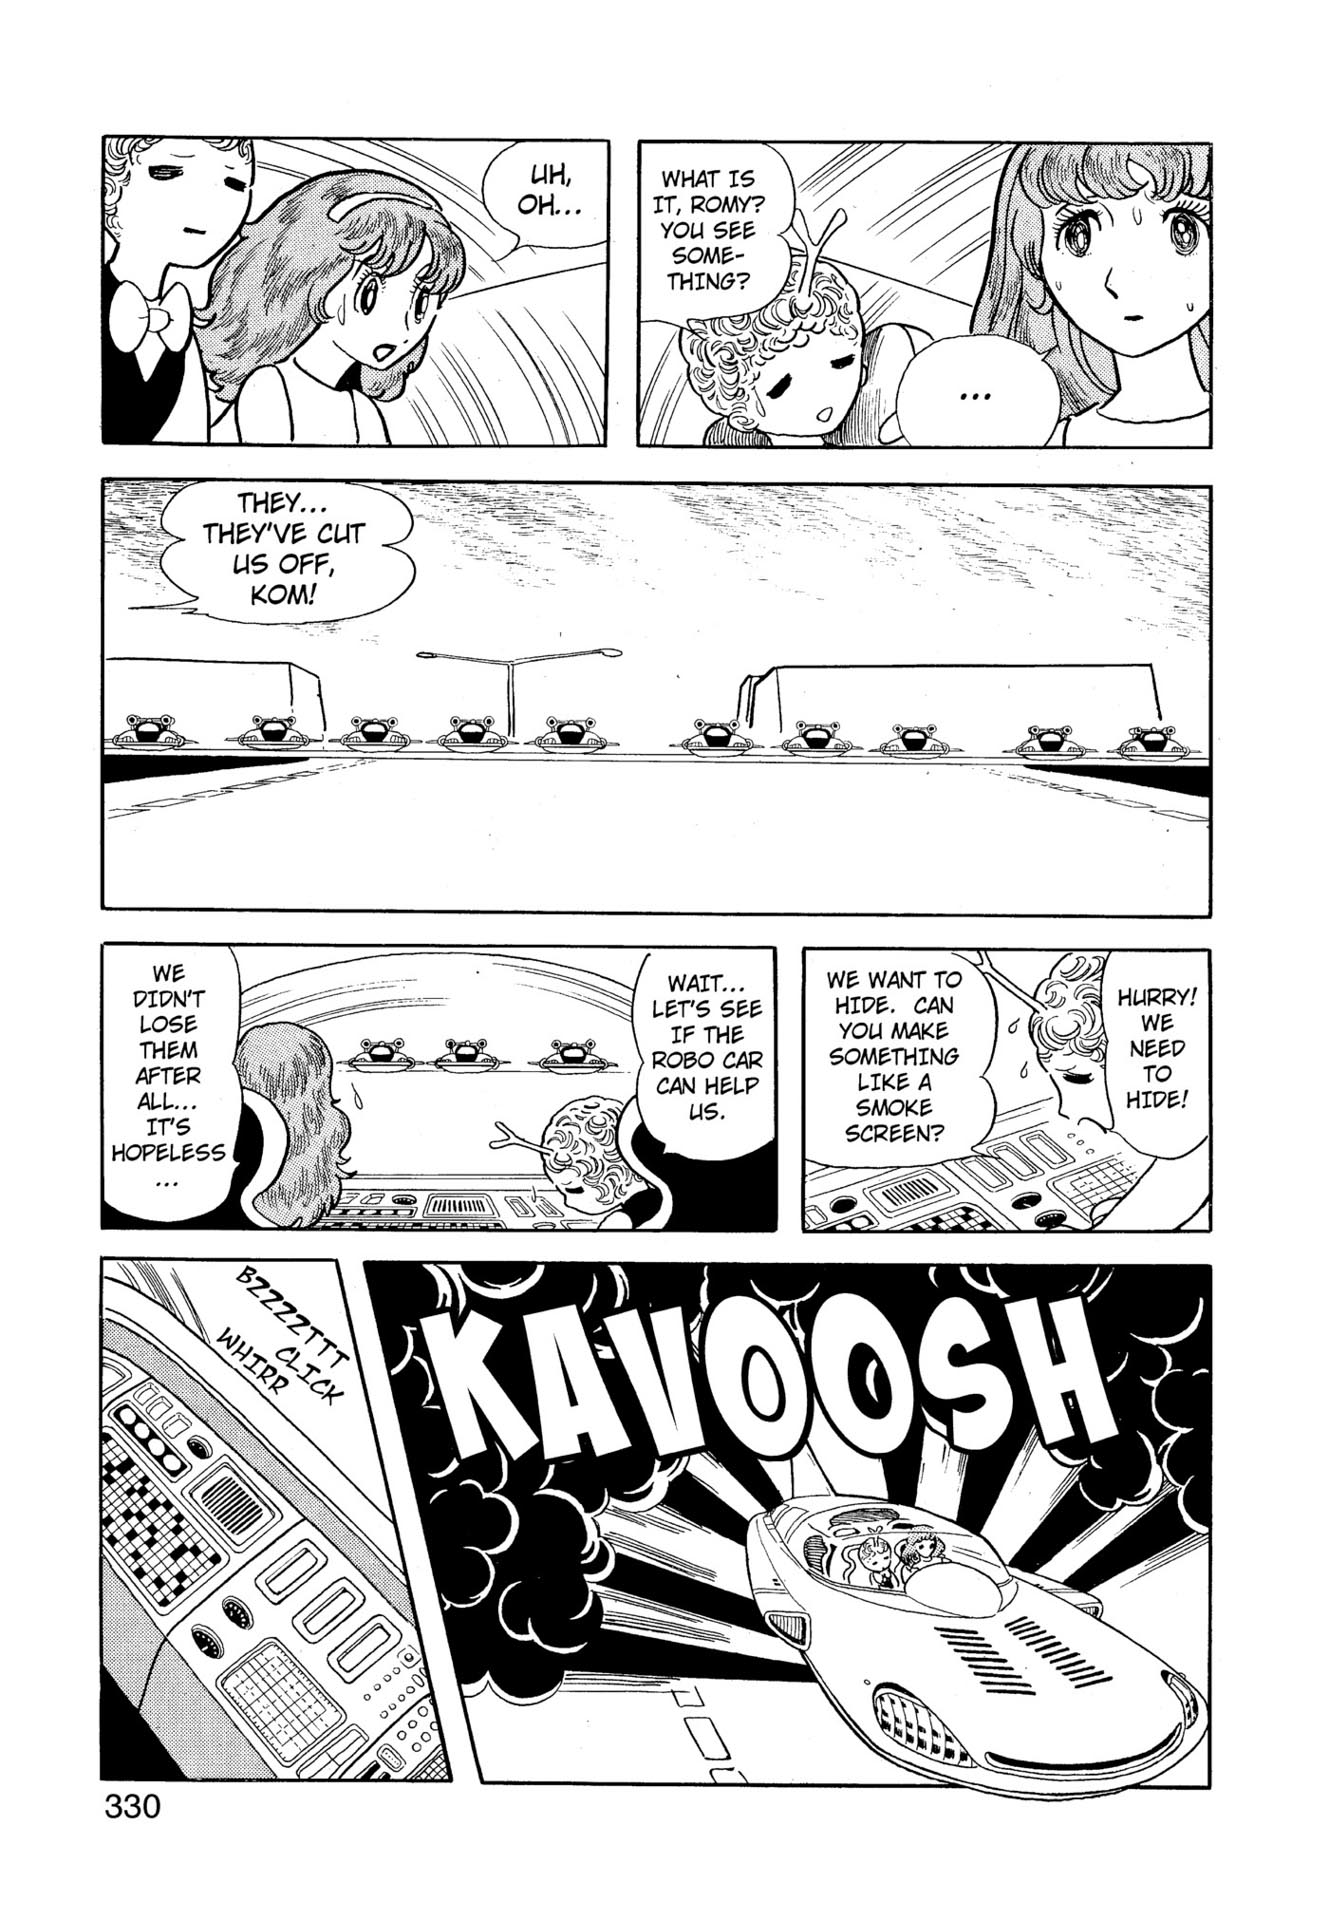 UH,
OH...
WHAT IS
IT, ROMY?
YOU SEE
SOME-
THING?
...
THEY...
THEY'VE CUT
US OFF,
KOM!
WE
DIDN'T
LOSE
THEM
AFTER
ALL...
IT'S
HOPELESS
...
WAIT...
LET'S SEE
IF THE
ROBO CAR
CAN HELP
US.
WE WANT TO
HIDE. CAN
YOU MAKE
SOMETHING
LIKE A
SMOKE
SCREEN?
HURRY!
WE
NEED
TO
HIDE!
BZZZZTTT
CLICK
WHIRR
KAVOOSH
330